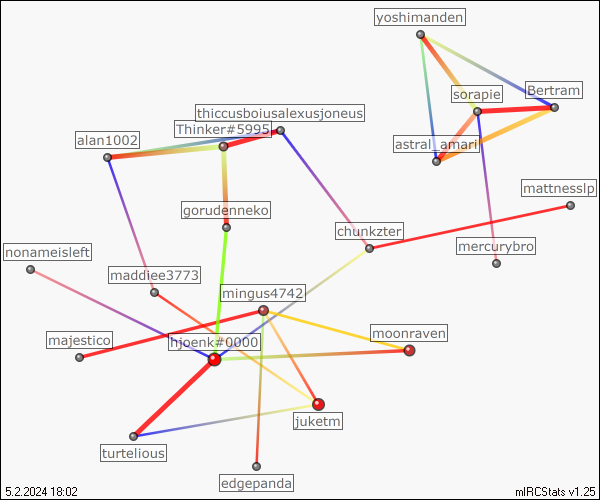 yoshimanden
sorapie
Bertram
thiccusboiusalexusjoneus
Thinker#5995
alan1002
astral_amari
mattnesslp
gorudenneko
chunkzter
nonameisleft
mercurybro
maddiee3773
mingus4742
majestico
hjoenk#0000
moonraven
juketm
turtelious
edgepanda
5.2.2024 18:02
mIRCStats v1.25